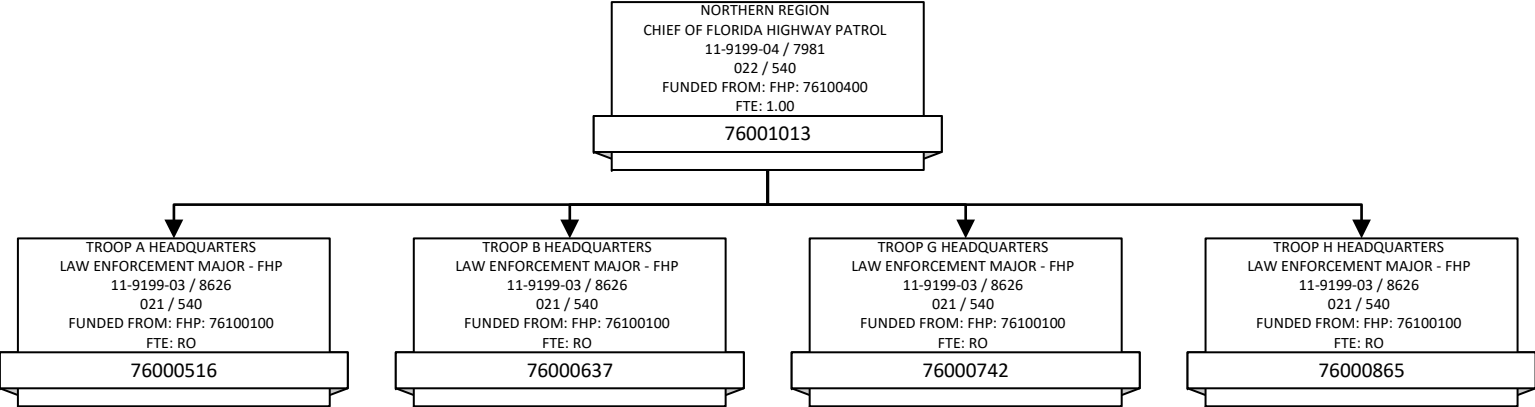 NORTHERN REGION
CHIEF OF FLORIDA HIGHWAY PATROL
11-9199-04 / 7981
022 / 540
FUNDED FROM: FHP: 76100400
FTE: 1.00
76001013
TROOP A HEADQUARTERS
LAW ENFORCEMENT MAJOR - FHP
11-9199-03 / 8626
021 / 540
FUNDED FROM: FHP: 76100100
FTE: RO
76000516
TROOP B HEADQUARTERS
LAW ENFORCEMENT MAJOR - FHP
11-9199-03 / 8626
021 / 540
FUNDED FROM: FHP: 76100100
FTE: RO
76000637
TROOP G HEADQUARTERS
LAW ENFORCEMENT MAJOR - FHP
11-9199-03 / 8626
021 / 540
FUNDED FROM: FHP: 76100100
FTE: RO
76000742
TROOP H HEADQUARTERS
LAW ENFORCEMENT MAJOR - FHP
11-9199-03 / 8626
021 / 540
FUNDED FROM: FHP: 76100100
FTE: RO
76000865